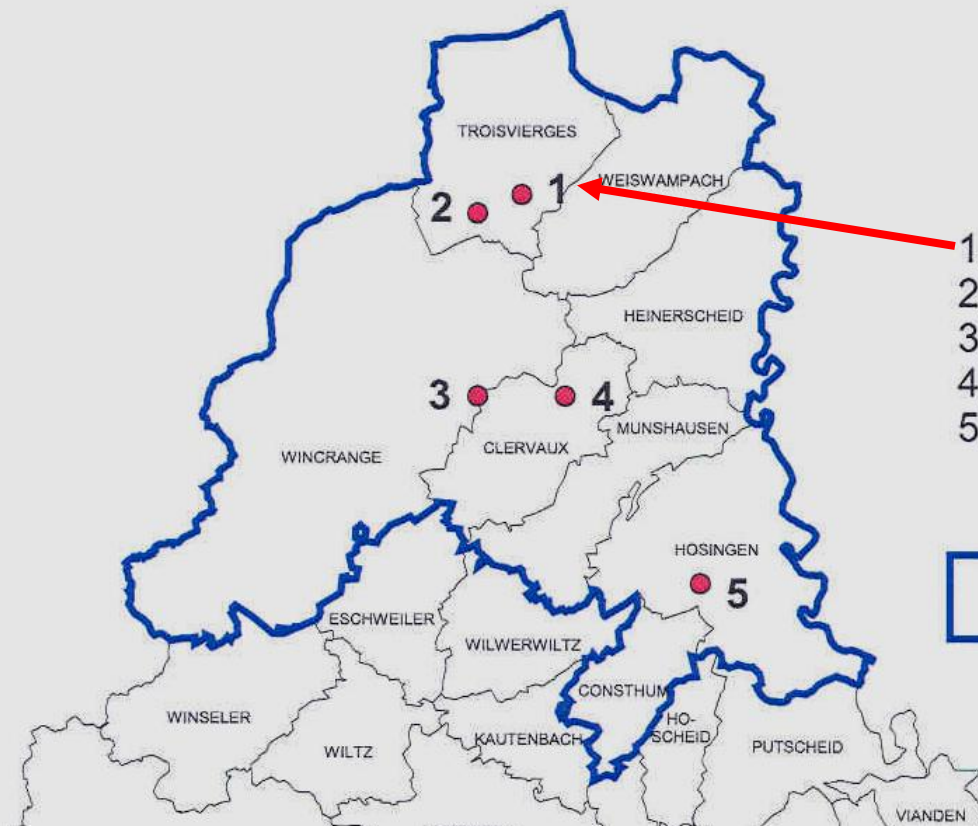 TROISVIERGES
1
WEISWAMPACH
2
1
2
HEINERSCHEID
3
3
4
4
MUNSHAUSEN
5
CLERVAUX
WINCRANGE
HOSINGEN
5
ESCHWEILER
WILWERWILTZ
CONSTHUM
WINSELER
HO-
SCHEID
KAUTENBACH
PUTSCHEID
WILTZ
VIANDEN